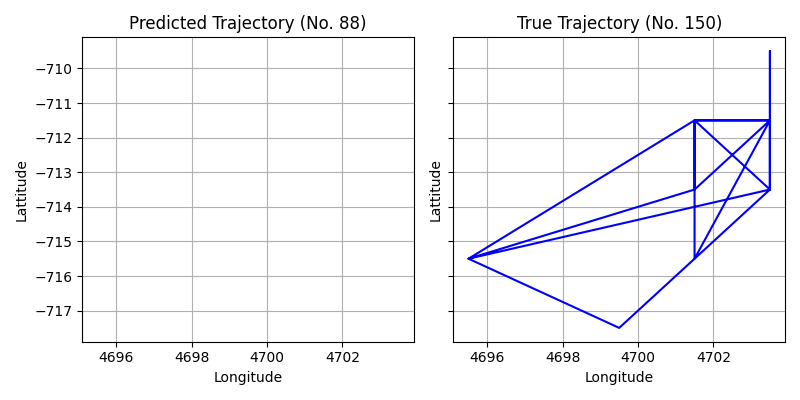 Predicted Trajectory (No. 88)
−710
−711
−712
−713
−714
−715
−716
−717
Lattitude
4696 4698 4700 4702
Longitude
True Trajectory (No. 150)
Lattitude
4696 4698 4700 4702
Longitude